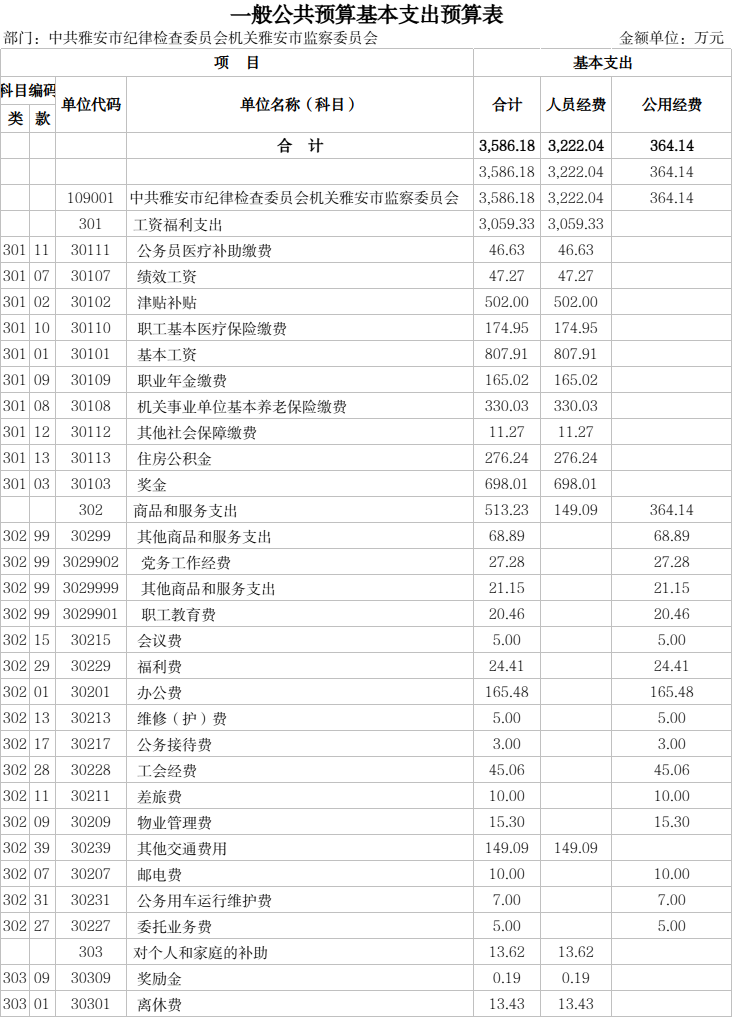 一般公共预算基本支出预算表
部门：中共雅安市纪律检查委员会机关雅安市监察委员会 金额单位：万元
项 目 基本支出
科目编码 单位代码 单位名称（科目） 合计 人员经费 公用经费
类 款
合 计 3,586.18 3,222.04 364.14
3,586.18 3,222.04 364.14
109001 中共雅安市纪律检查委员会机关雅安市监察委员会 3,586.18 3,222.04 364.14
301 工资福利支出 3,059.33 3,059.33
301 11 30111 公务员医疗补助缴费 46.63 46.63
301 07 30107 绩效工资 47.27 47.27
301 02 30102 津贴补贴 502.00 502.00
301 10 30110 职工基本医疗保险缴费 174.95 174.95
301 01 30101 基本工资 807.91 807.91
301 09 30109 职业年金缴费 165.02 165.02
301 08 30108 机关事业单位基本养老保险缴费 330.03 330.03
301 12 30112 其他社会保障缴费 11.27 11.27
301 13 30113 住房公积金 276.24 276.24
301 03 30103 奖金 698.01 698.01
302 商品和服务支出 513.23 149.09 364.14
302 99 30299 其他商品和服务支出 68.89 68.89
302 99 3029902 党务工作经费 27.28 27.28
302 99 3029999 其他商品和服务支出 21.15 21.15
302 99 3029901 职工教育费 20.46 20.46
302 15 30215 会议费 5.00 5.00
302 29 30229 福利费 24.41 24.41
302 01 30201 办公费 165.48 165.48
302 13 30213 维修（护）费 5.00 5.00
302 17 30217 公务接待费 3.00 3.00
302 28 30228 工会经费 45.06 45.06
302 11 30211 差旅费 10.00 10.00
302 09 30209 物业管理费 15.30 15.30
302 39 30239 其他交通费用 149.09 149.09
302 07 30207 邮电费 10.00 10.00
302 31 30231 公务用车运行维护费 7.00 7.00
302 27 30227 委托业务费 5.00 5.00
303 对个人和家庭的补助 13.62 13.62
303 09 30309 奖励金 0.19 0.19
303 01 30301 离休费 13.43 13.43